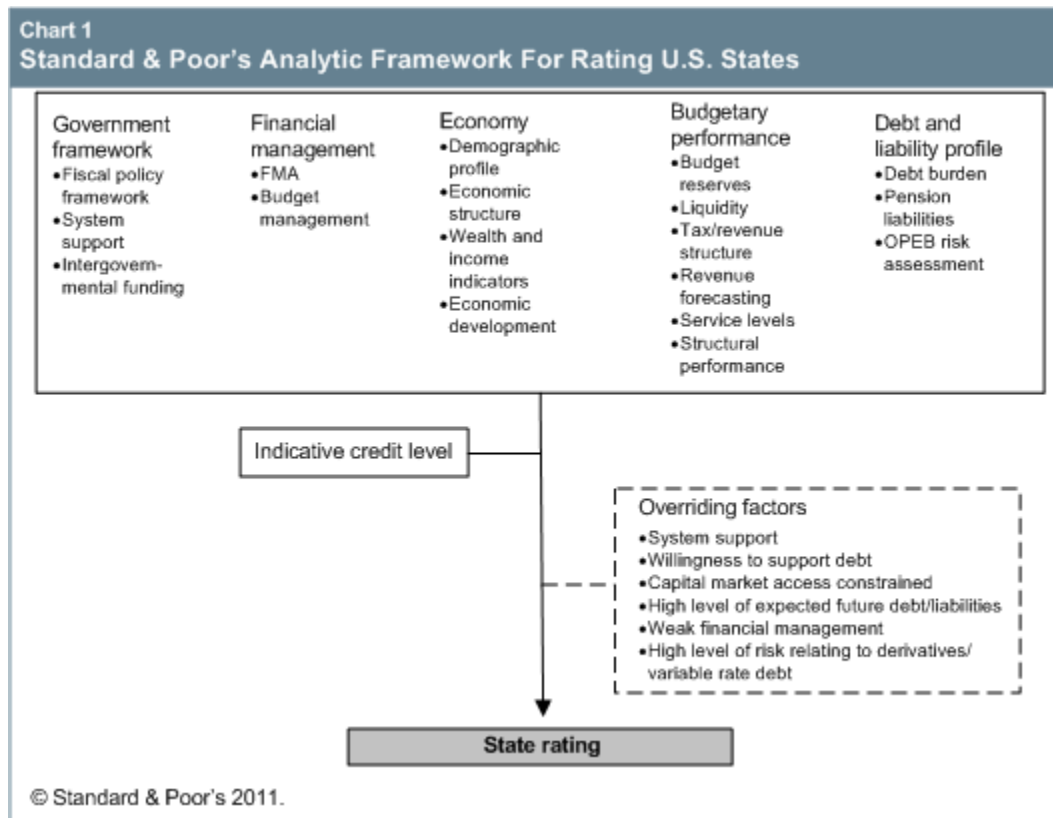 Chart 1
Standard & Poor's Analytic Framework For Rating U.S. States
Government
framework
•Fiscal policy
framework
•System
support
•Intergovern-
mental funding
Financial
management
•FMA
•Budget
management
Economy
•Demographic
profile
•Economic
structure
•Wealth and
income
indicators
•Economic
development
Budgetary
performance
•Budget
reserves
•Liquidity
•Tax/revenue
structure
•Revenue
forecasting
•Service levels
•Structural
performance
Debt and
liability profile
•Debt burden
•Pension
liabilities
•OPEB risk
assessment
Indicative credit level
Overriding factors
•System support
•Willingness to support debt
•Capital market access constrained
•High level of expected future debt/liabilities
•Weak financial management
•High level of risk relating to derivatives/
variable rate debt
State rating
© Standard & Poor's 2011.